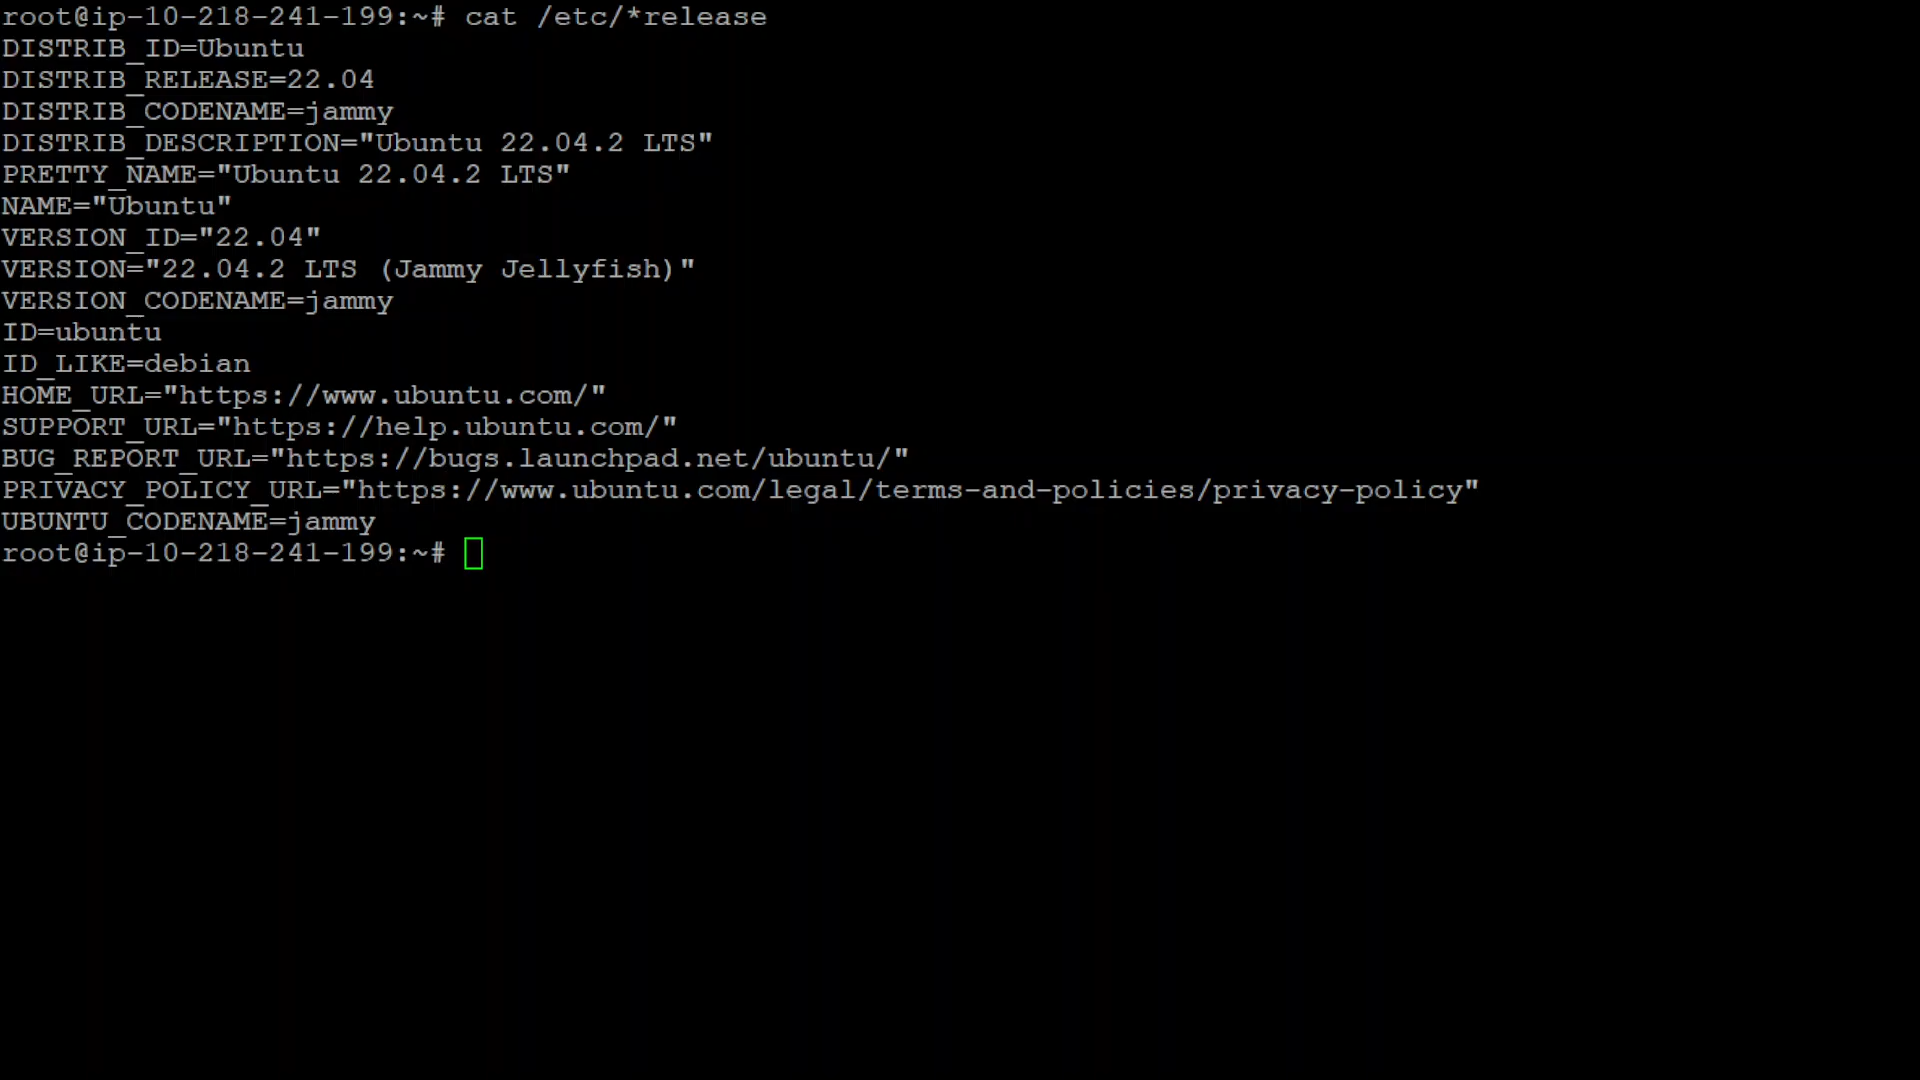 root@ip-10-218-241-199:~# cat /etc/*release
DISTRIB_ID=Ubuntu
DISTRIB_RELEASE=22.04
DISTRIB_CODENAME=jammy
DISTRIB_DESCRIPTION="Ubuntu 22.04.2 LTS"
PRETTY_NAME="Ubuntu 22.04.2 LTS"
NAME="Ubuntu"
VERSION_ID="22.04"
VERSION="22.04.2 LTS (Jammy Jellyfish)"
VERSION_CODENAME=jammy
ID=ubuntu
ID_LIKE=debian
HOME_URL="https://www.ubuntu.com/"
SUPPORT_URL="https://help.ubuntu.com/"
BUG_REPORT_URL="https://bugs.launchpad.net/ubuntu/"
PRIVACY_POLICY_URL="https://www.ubuntu.com/legal/terms-and-policies/privacy-policy"
UBUNTU_CODENAME=jammy
root@ip-10-218-241-199:~#